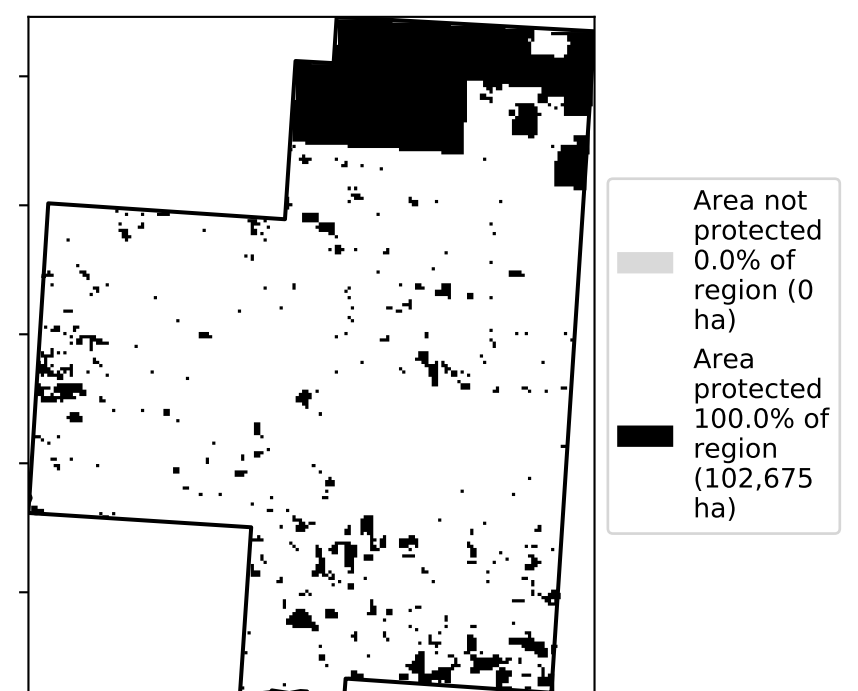 Area not
protected
0.0% of
region (0
ha)
Area
protected
100.0% of
region
(102,675
ha)